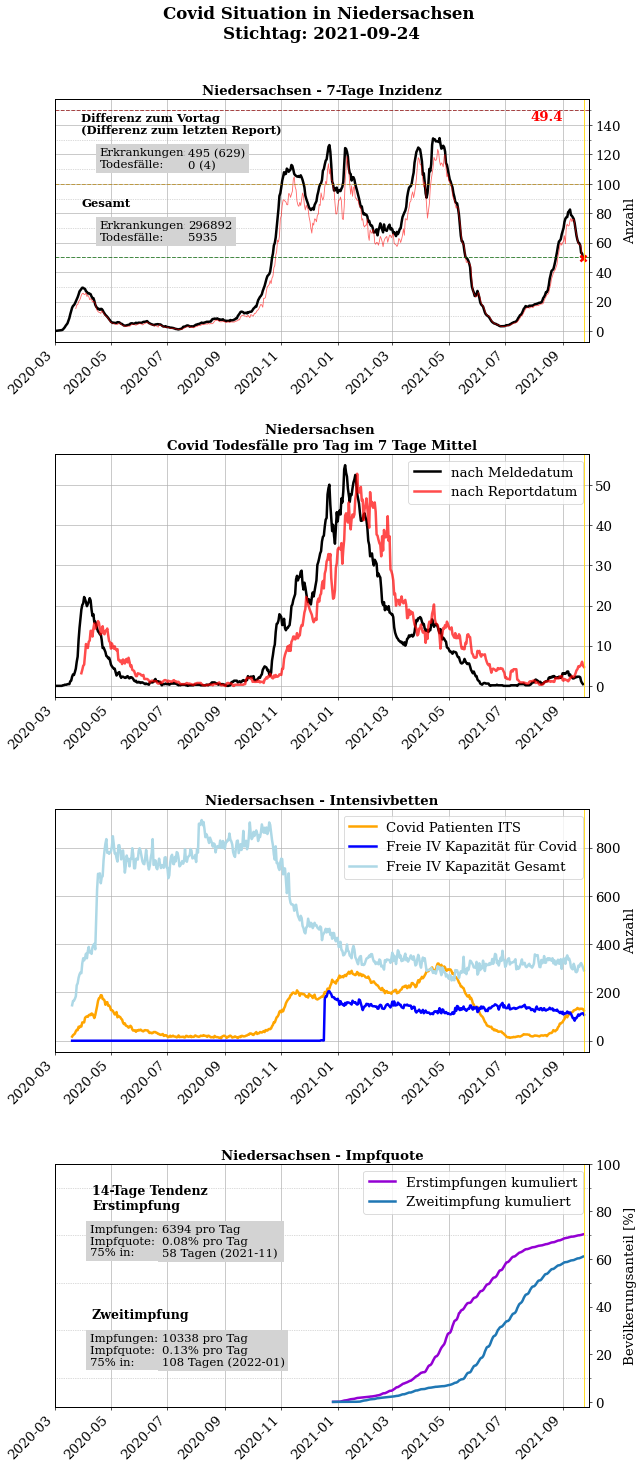 Covid Situation in Niedersachsen
Stichtag: 2021-09-24
Niedersachsen - 7-Tage Inzidenz
Differenz zum Vortag
(Differenz zum letzten Report)
Erkrankungen 495 (629)
Todesfälle: 0 (4)
Gesamt
Erkrankungen 296892
Todesfälle: 5935
49.4
140
120
100
80
60
40
20
0
Anzahl
2020-03 2020-05 2020-07 2020-09 2020-11 2021-01 2021-03 2021-05 2021-07 2021-09
Niedersachsen
Covid Todesfälle pro Tag im 7 Tage Mittel
nach Meldedatum
nach Reportdatum
50
40
30
20
10
0
2020-03 2020-05 2020-07 2020-09 2020-11 2021-01 2021-03 2021-05 2021-07 2021-09
Niedersachsen - Intensivbetten
Covid Patienten ITS
Freie IV Kapazität für Covid
Freie IV Kapazität Gesamt
800
600
400
200
0
Anzahl
2020-03 2020-05 2020-07 2020-09 2020-11 2021-01 2021-03 2021-05 2021-07 2021-09
Niedersachsen - Impfquote
14-Tage Tendenz
Erstimpfung
Impfungen: 6394 pro Tag
Impfquote: 0.08% pro Tag
75% in: 58 Tagen (2021-11)
Zweitimpfung
Impfungen: 10338 pro Tag
Impfquote: 0.13% pro Tag
75% in: 108 Tagen (2022-01)
Erstimpfungen kumuliert
Zweitimpfung kumuliert
100
80
60
40
20
0
Bevölkerungsanteil [%]
2020-03 2020-05 2020-07 2020-09 2020-11 2021-01 2021-03 2021-05 2021-07 2021-09